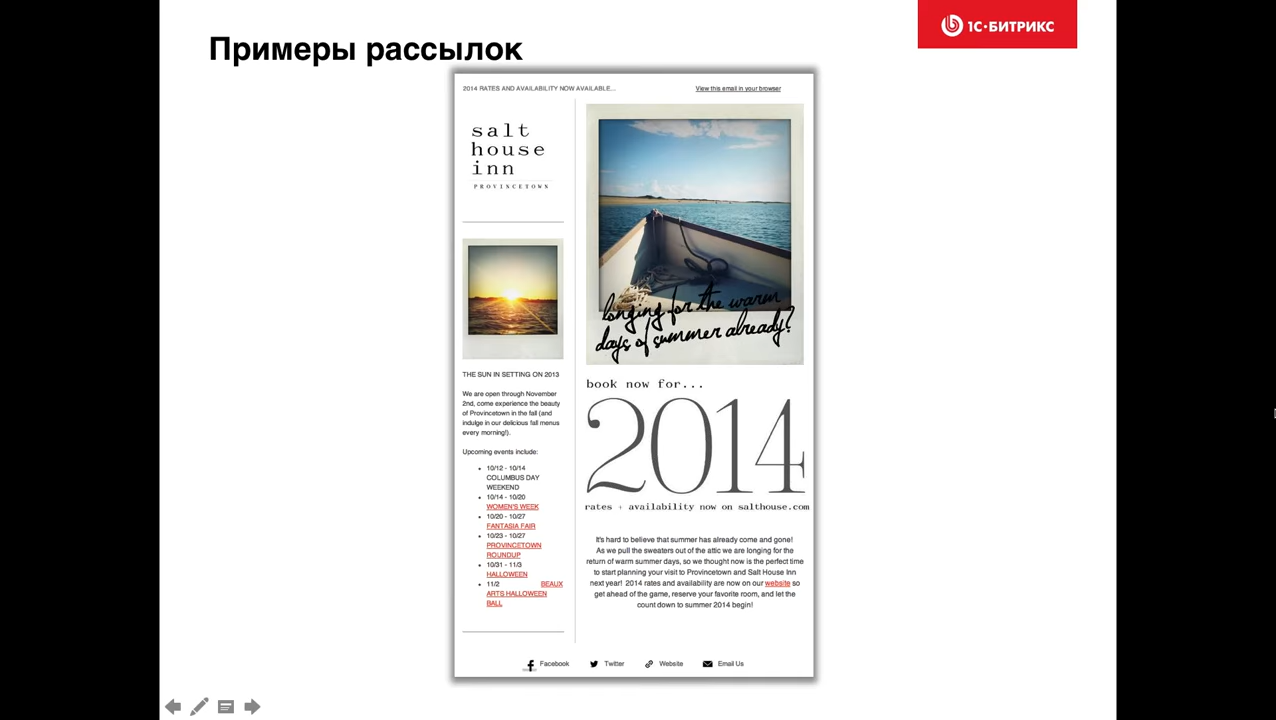 Примеры рассылок
1С·БИТРИКС
2014 RATES AND AVAILABILITY NOW AVAILABLE...
View this email in your browser
salt
house
inn
PROVINCETOWN
THE SUN IN SETTING ON 2013
We are open through November
2nd, come experience the beauty
of Provincetown in the fall (and
indulge in our delicious fall menus
every morning!).
Upcoming events include:
10/12 - 10/14
COLUMBUS DAY
WEEKEND
10/14 - 10/20
WOMEN'S WEEK
10/20 - 10/27
FANTASIA FAIR
10/23 - 10/27
PROVINCETOWN
ROUNDUP
10/31 - 11/3
HALLOWEEN
11/2 BEAUX
ARTS HALLOWEEN
BALL
longing for the warm
days of summer already?
book now for...
2014
rates + availability now on salthouse.com
It's hard to believe that summer has already come and gone!
As we pull the sweaters out of the attic we are longing for the
return of warm summer days, so we thought now is the perfect time
to start planning your visit to Provincetown and Salt House Inn
next year! 2014 rates and availability are now on our website so
get ahead of the game, reserve your favorite room, and let the
count down to summer 2014 begin!
Facebook Twitter Website Email Us